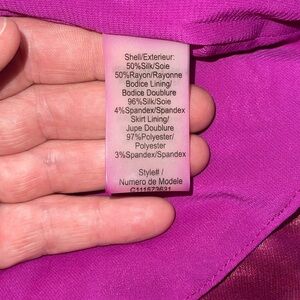 Shell/Exterieur:
50%Silk/Soie
50%Rayon/Rayonne
Bodice Lining/
Bodice Doublure
96%Silk/Soie
4%Spandex/Spandex
Skirt Lining/
Jupe Doublure
97%Polyester/
Polyester
3%Spandex/Spandex
Style# /
Numero de Modele